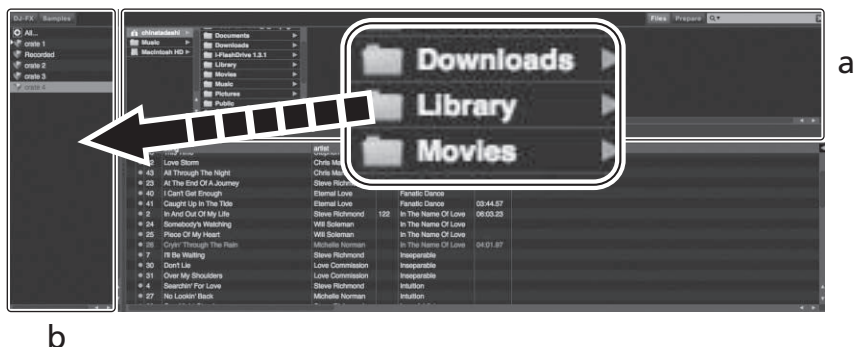 DJ-FX Samples
Files Prepare
All...
crate 1
Recorded
crate 2
crate 3
crate 4
chinatadashi
Music
Macintosh HD
Documents
Downloads
i-FlashDrive 1.3.1
Library
Movies
Music
Pictures
Public
Downloads
Library
Movies
a
artist
2 Love Storm Chris
43 All Through The Night Chris
23 At The End Of A Journey Steve Richmond
40 I Can't Get Enough Eternal Love Fanatic Dance
41 Caught Up In The Tide Eternal Love Fanatic Dance 03:44.57
2 In And Out Of My Life Steve Richmond 122 In The Name Of Love 06:03.23
24 Somebody's Watching Will Soleman In The Name Of Love
25 Piece Of My Heart Will Soleman In The Name Of Love
28 Cryin' Through The Rain Michelle Norman In The Name Of Love 04:01.97
7 I'll Be Waiting Steve Richmond Inseparable
30 Don't Lie Love Commission Inseparable
31 Over My Shoulders Love Commission Inseparable
4 Searchin' For Love Steve Richmond Intuition
27 No Lookin' Back Michelle Norman Intuition
b